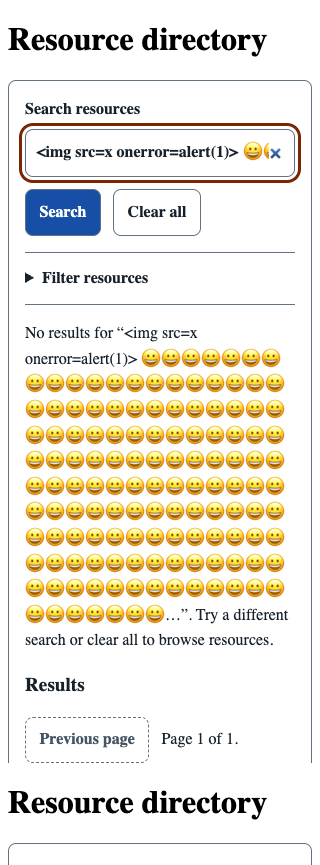 Resource directory
Search resources
<img src=x onerror=alert(1)> 😀
Search Clear all
Filter resources
No results for “<img src=x
onerror=alert(1)> 😀😀😀😀😀😀😀
😀😀😀😀😀😀😀😀😀😀😀😀😀
😀😀😀😀😀😀😀😀😀😀😀😀😀
😀😀😀😀😀😀😀😀😀😀😀😀😀
😀😀😀😀😀😀😀😀😀😀😀😀😀
😀😀😀😀😀😀😀😀😀😀😀😀😀
😀😀😀😀😀😀😀😀😀😀😀😀😀
😀😀😀😀😀😀😀😀😀😀😀😀😀
😀😀😀😀😀😀😀😀😀😀😀😀😀
😀😀😀😀😀😀😀😀😀😀😀😀😀
😀😀😀😀😀😀😀…”. Try a different
search or clear all to browse resources.
Results
Previous page Page 1 of 1.
Resource directory